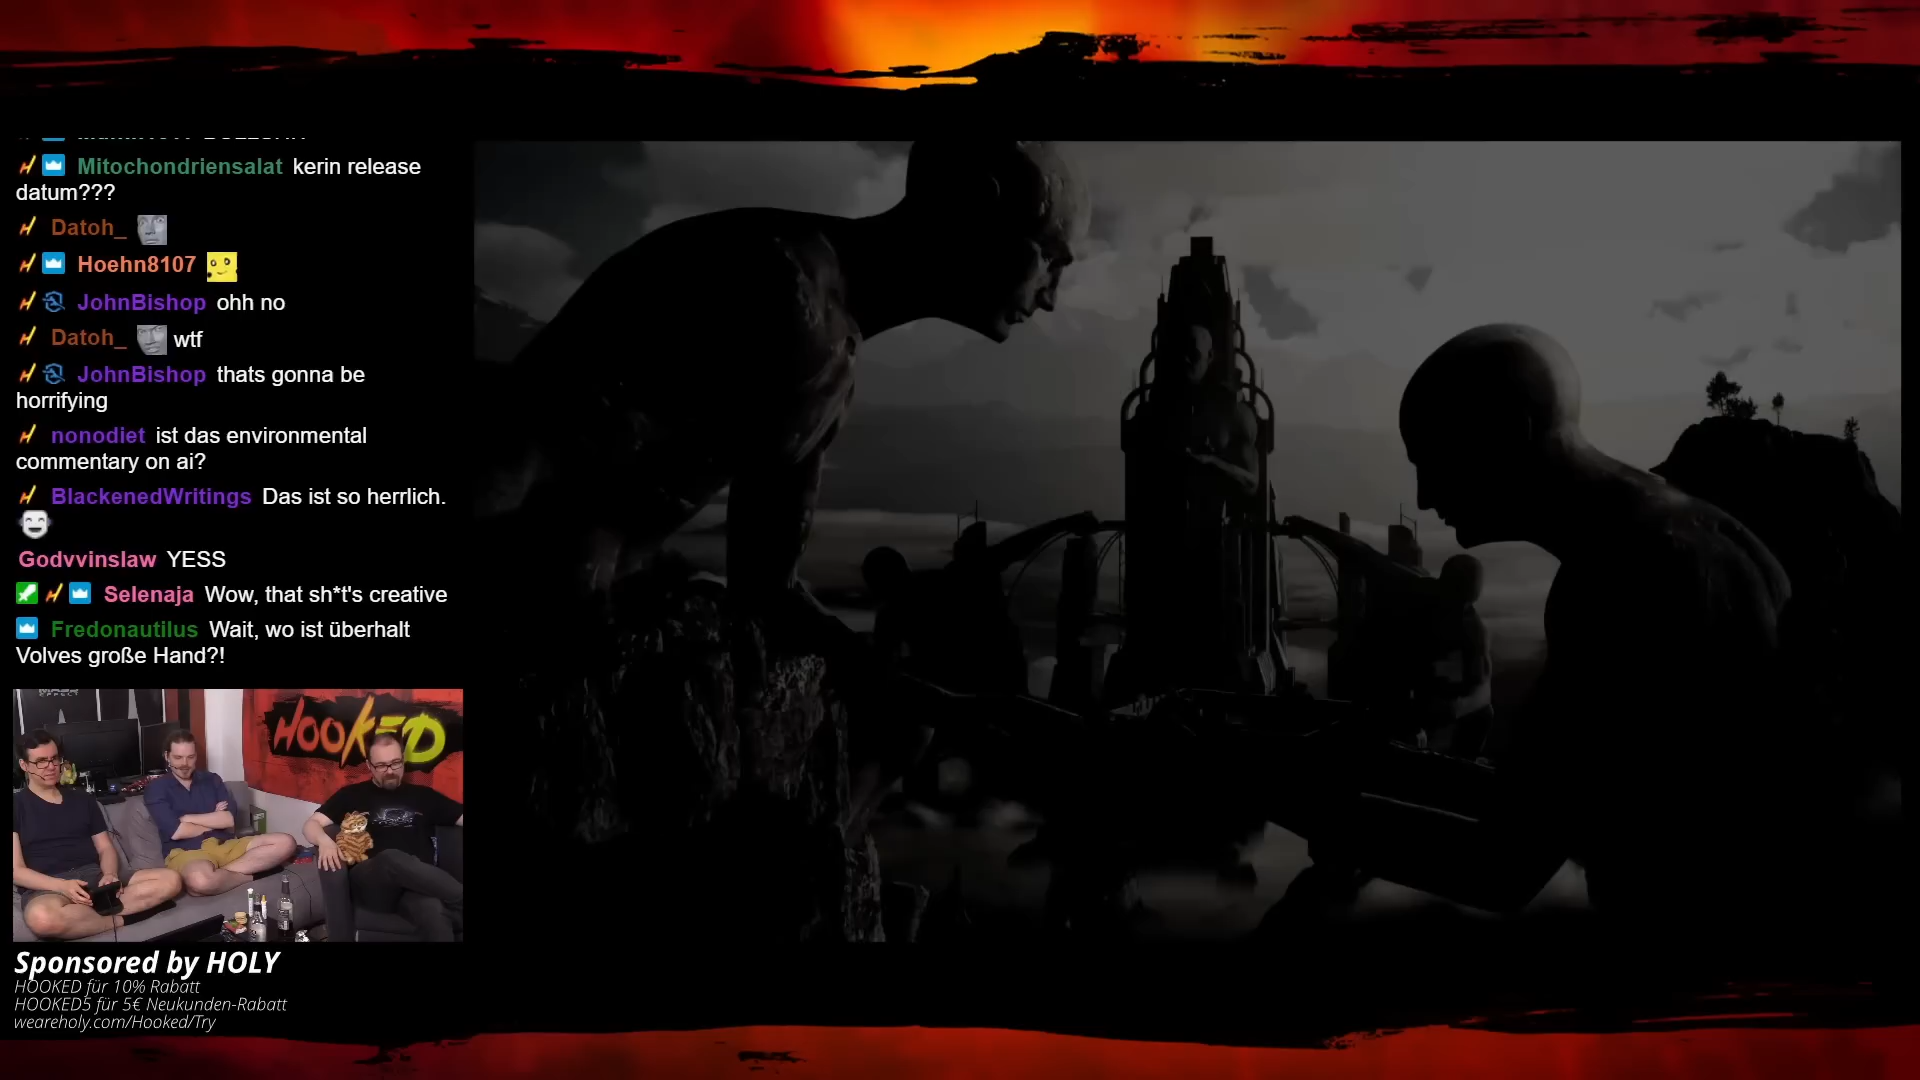 Mitochondriensalat kerin release
datum???
Datoh_
Hoehn8107
JohnBishop ohh no
Datoh_ wtf
JohnBishop thats gonna be
horrifying
nonodiet ist das environmental
commentary on ai?
BlackenedWritings Das ist so herrlich.
Godvvinslaw YESS
Selenaja Wow, that sh*t's creative
Fredonautilus Wait, wo ist überhalt
Volves große Hand?!
HOOKED
Sponsored by HOLY
HOOKED für 10% Rabatt
HOOKED5 für 5€ Neukunden-Rabatt
weareholy.com/Hooked/Try